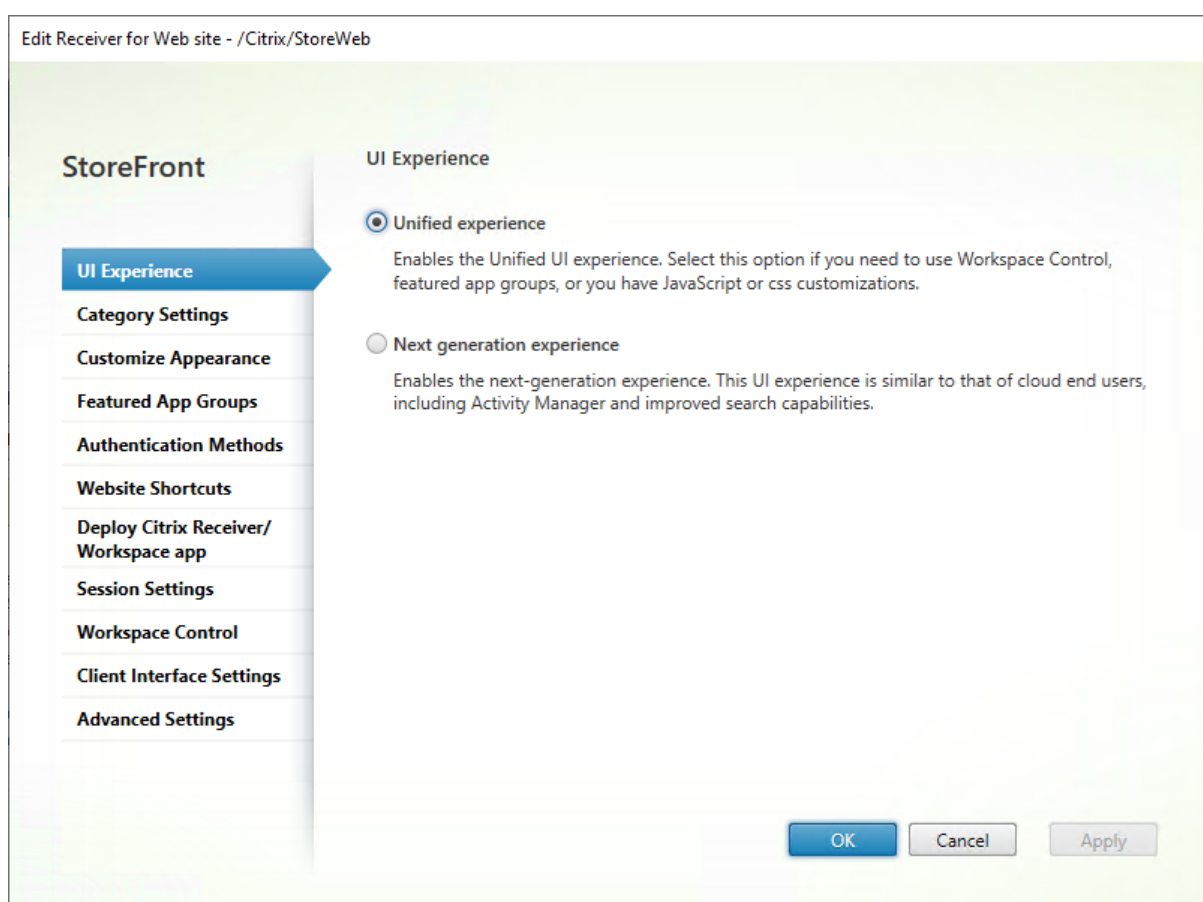 Edit Receiver for Web site - /Citrix/StoreWeb
StoreFront
UI Experience
Category Settings
Customize Appearance
Featured App Groups
Authentication Methods
Website Shortcuts
Deploy Citrix Receiver/
Workspace app
Session Settings
Workspace Control
Client Interface Settings
Advanced Settings
UI Experience
Unified experience
Enables the Unified UI experience. Select this option if you need to use Workspace Control,
featured app groups, or you have JavaScript or css customizations.
Next generation experience
Enables the next-generation experience. This UI experience is similar to that of cloud end users,
including Activity Manager and improved search capabilities.
OK
Cancel
Apply